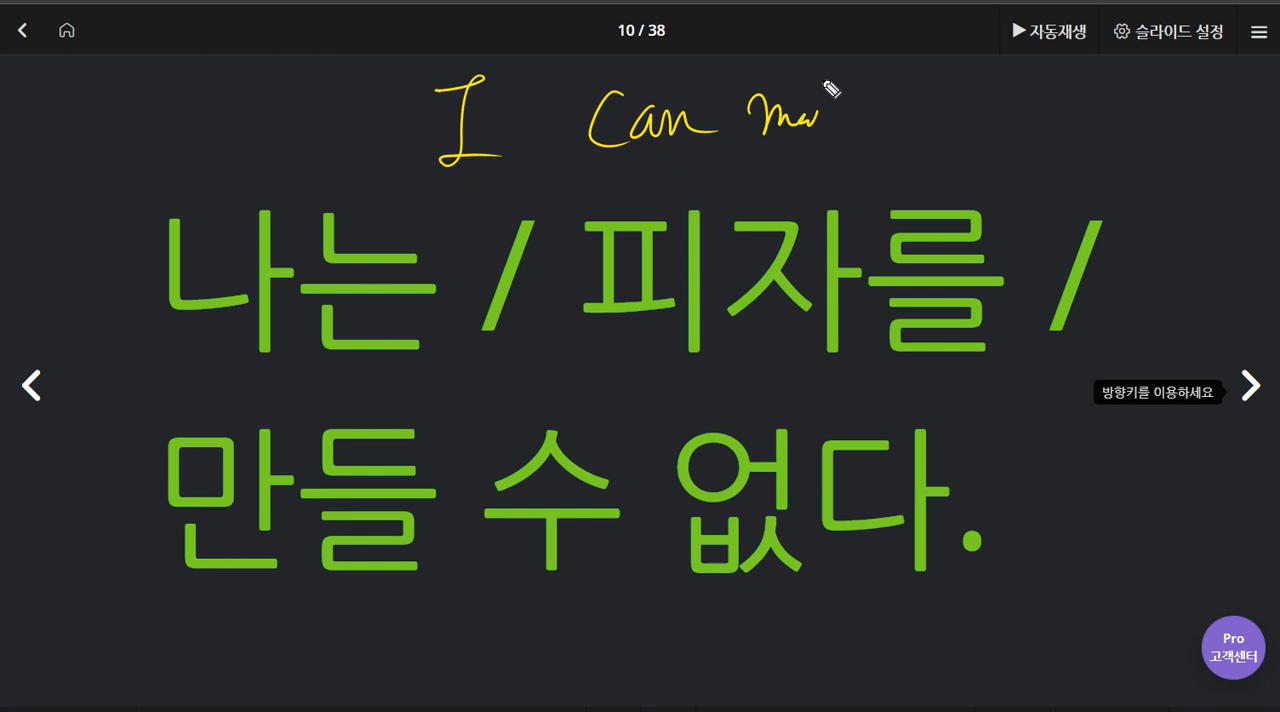 10 / 38
▶ 자동재생
슬라이드 설정
I can ma
나는 / 피자를 /
방향키를 이용하세요
만들 수 없다.
Pro
고객센터